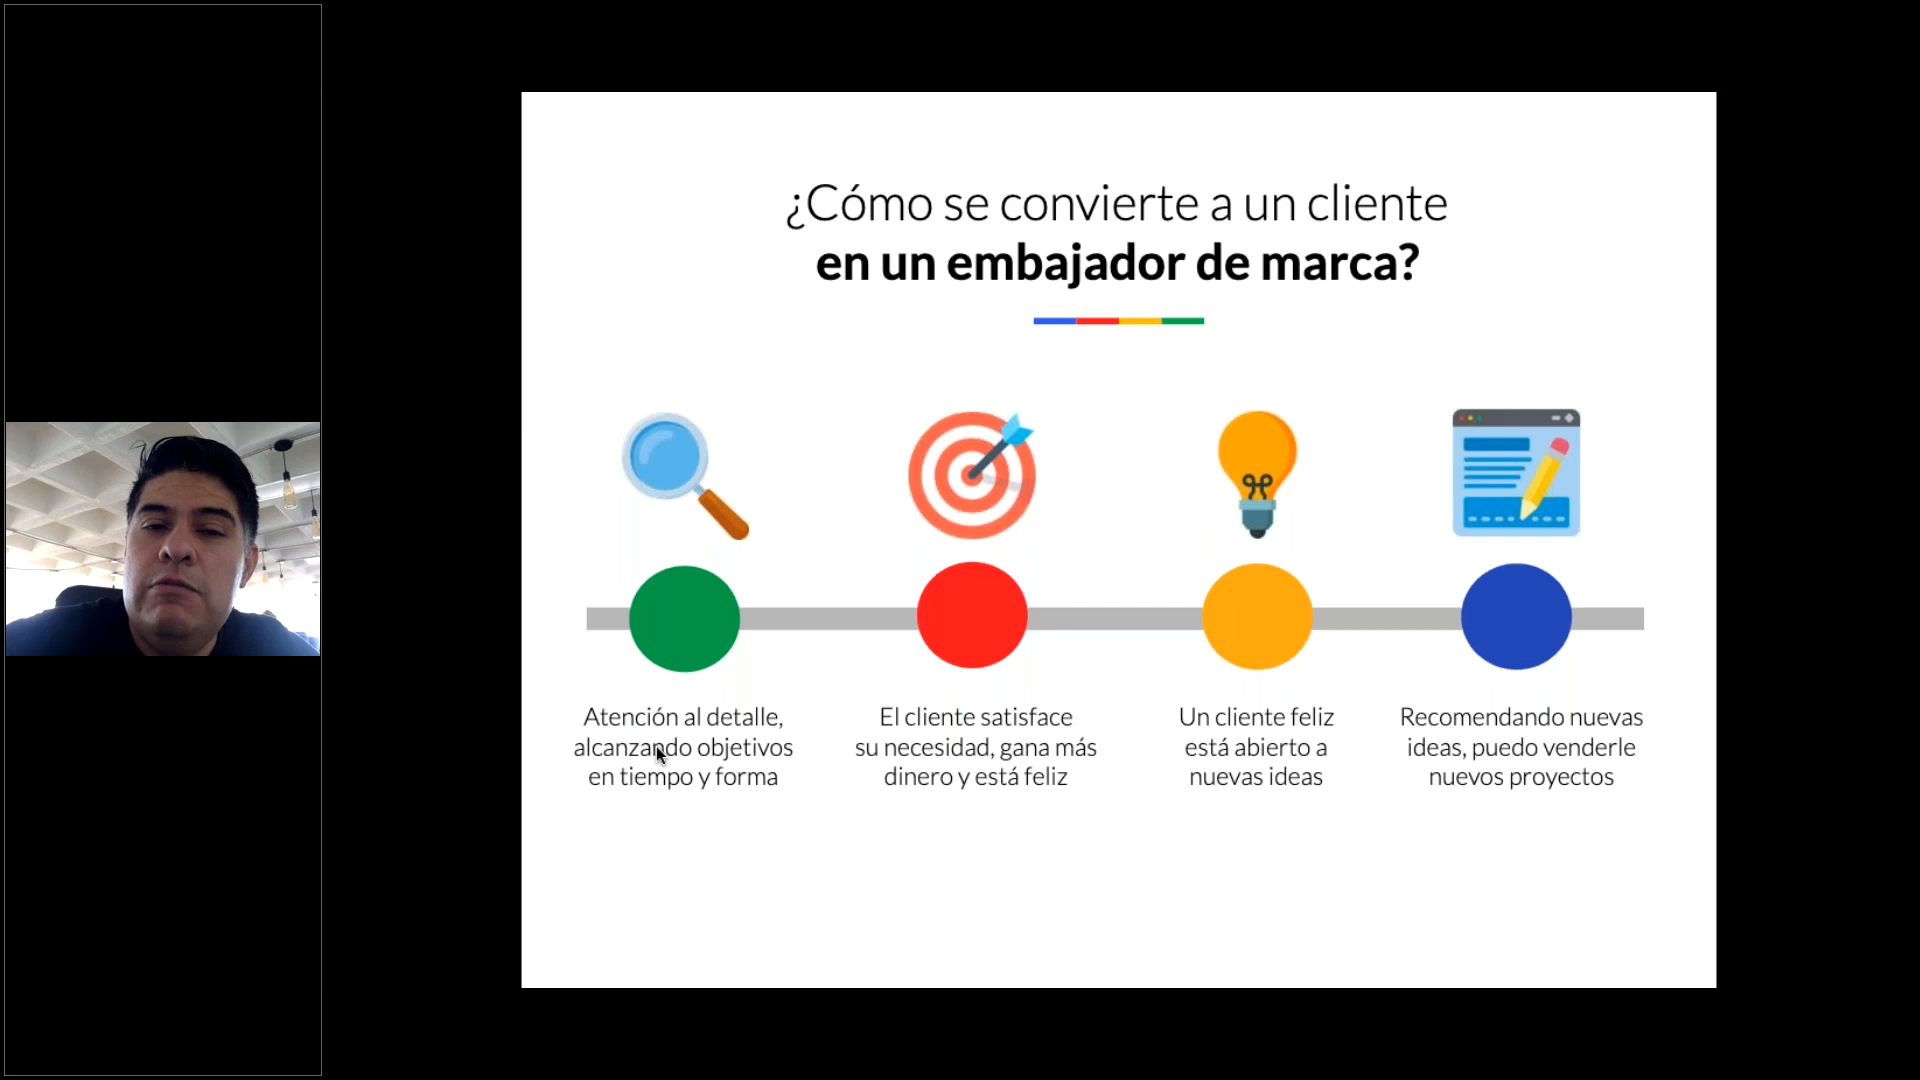 ¿Cómo se convierte a un cliente
en un embajador de marca?
Atención al detalle,
alcanzando objetivos
en tiempo y forma
El cliente satisface
su necesidad, gana más
dinero y está feliz
Un cliente feliz
está abierto a
nuevas ideas
Recomendando nuevas
ideas, puedo venderle
nuevos proyectos